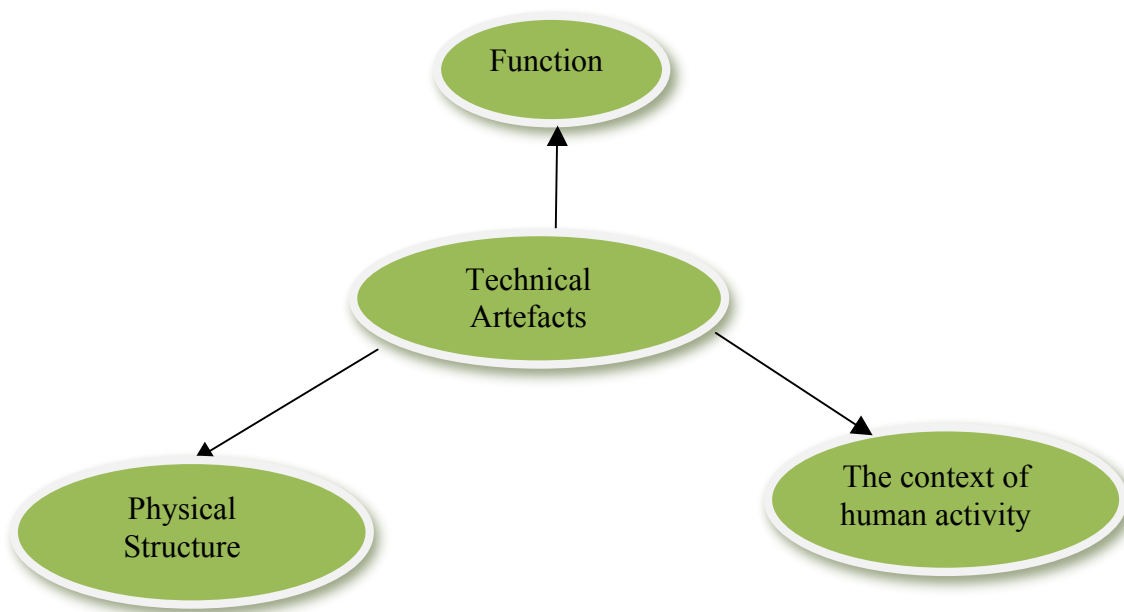 Function
Technical
Artefacts
Physical
Structure
The context of
human activity